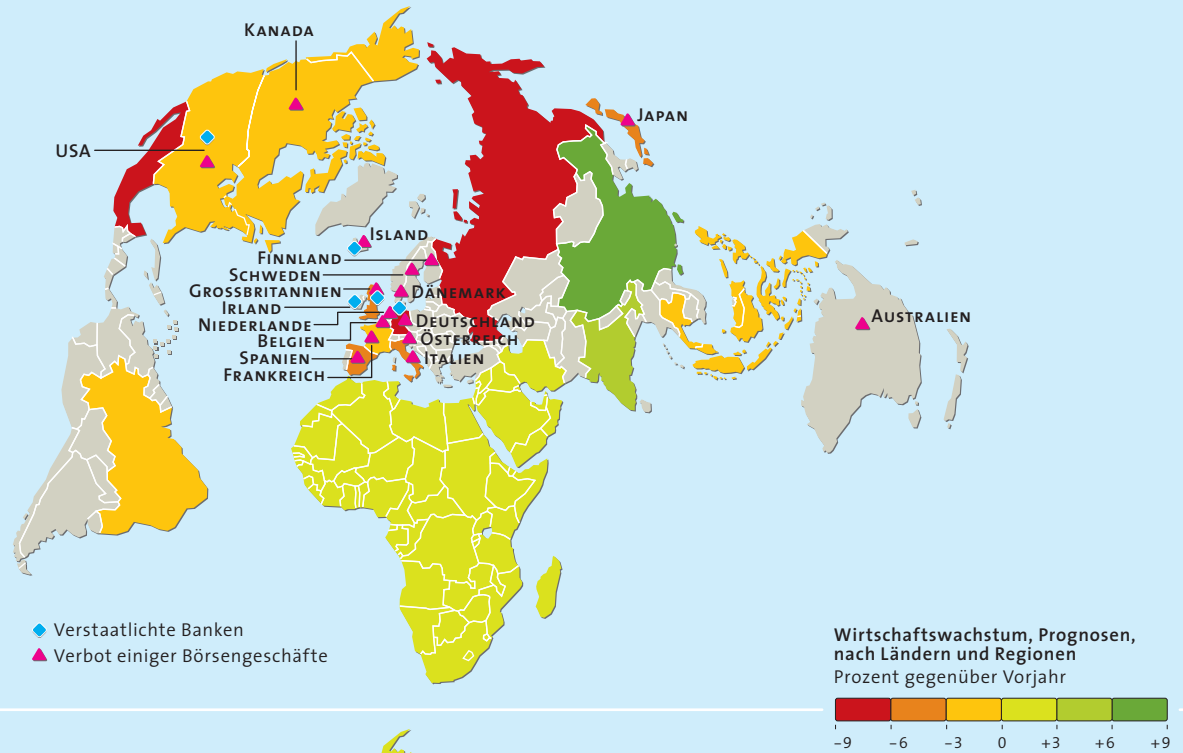 KANADA
JAPAN
USA
ISLAND
FINNLAND
SCHWEDEN
GROSSBRITANNIEN
DÄNEMARK
IRLAND
AUSTRALIEN
NIEDERLANDE
DEUTSCHLAND
BELGIEN
ÖSTERREICH
SPANIEN
ITALIEN
FRANKREICH
Verstaatlichte Banken
Verbot einiger Börsengeschäfte
Wirtschaftswachstum, Prognosen,
nach Ländern und Regionen
Prozent gegenüber Vorjahr
–9 –6 –3 0 +3 +6 +9